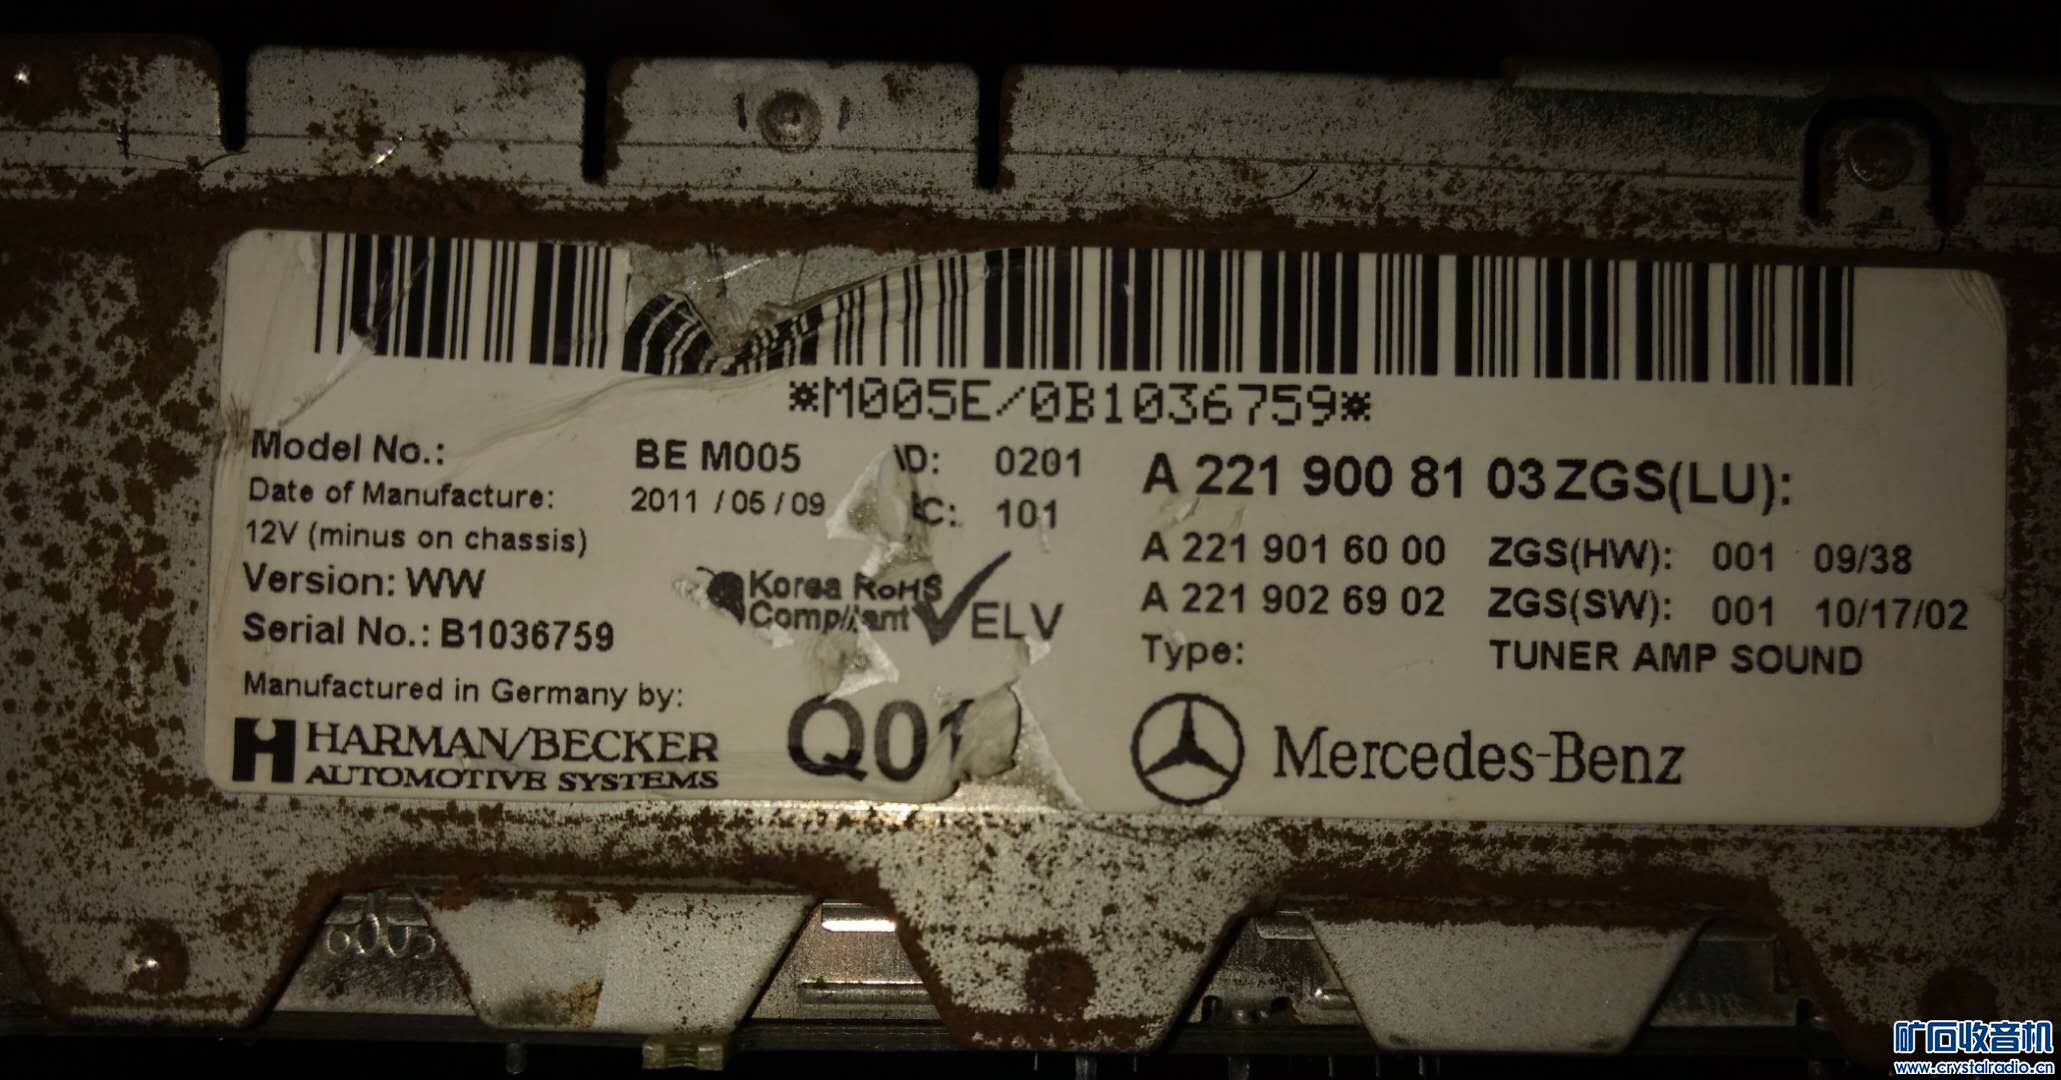 *M005E/0B1036759*
Model No.: BE M005
Date of Manufacture: 2011 / 05 / 09
12V (minus on chassis)
Version: WW
Serial No.: B1036759
Manufactured in Germany by:
HARMAN/BECKER
AUTOMOTIVE SYSTEMS
ID: 0201
C: 101
Korea RoHS
Compliant
ELV
Q01
A 221 900 81 03 ZGS(LU):
A 221 901 60 00 ZGS(HW): 001 09/38
A 221 902 69 02 ZGS(SW): 001 10/17/02
Type: TUNER AMP SOUND
Mercedes-Benz
矿石收音机
www.crystalradio.cn